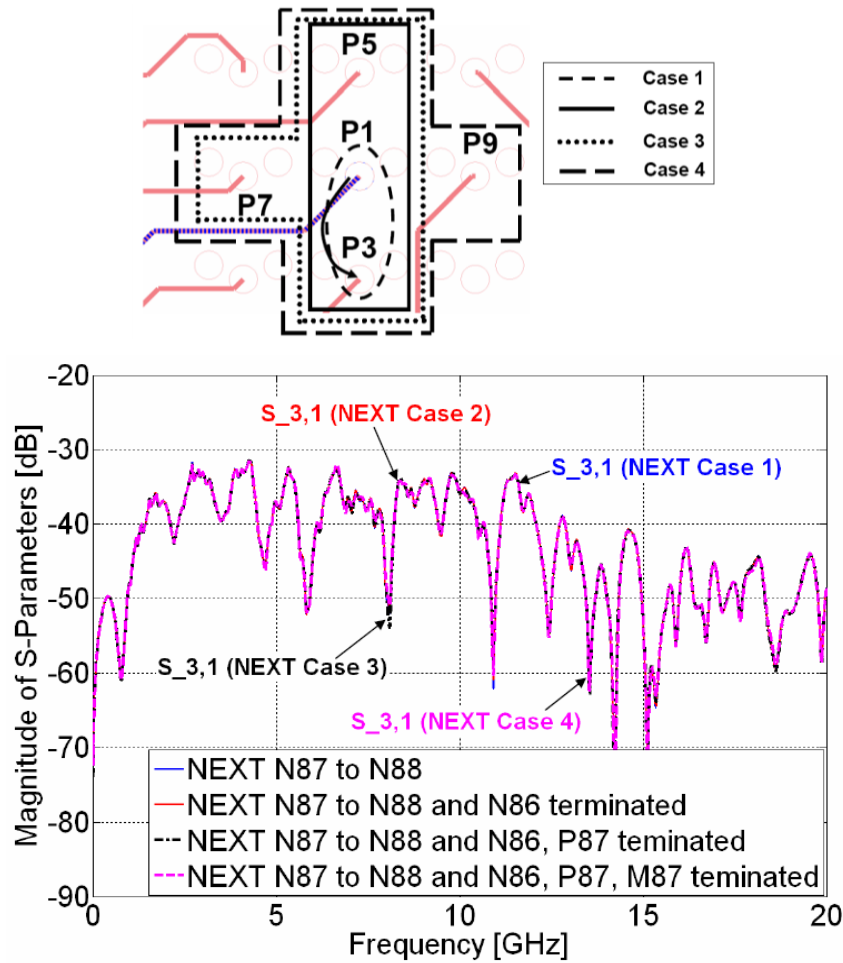 P5
P1
P9
P7
P3
Case 1
Case 2
Case 3
Case 4
Magnitude of S-Parameters [dB]
-20
-30
-40
-50
-60
-70
-80
-90
S_3,1 (NEXT Case 2)
S_3,1 (NEXT Case 1)
S_3,1 (NEXT Case 3)
S_3,1 (NEXT Case 4)
NEXT N87 to N88
NEXT N87 to N88 and N86 terminated
NEXT N87 to N88 and N86, P87 teminated
NEXT N87 to N88 and N86, P87, M87 teminated
0 5 10 15 20
Frequency [GHz]